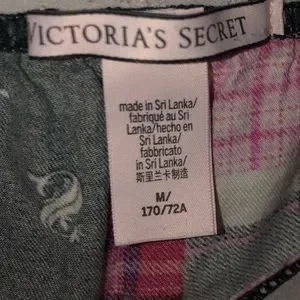 VICTORIA'S SECRET
made in Sri Lanka/
fabriqué au Sri
Lanka/hecho en
Sri Lanka/
fabbricato
in Sri Lanka/
斯里兰卡制造
M/
170/72A